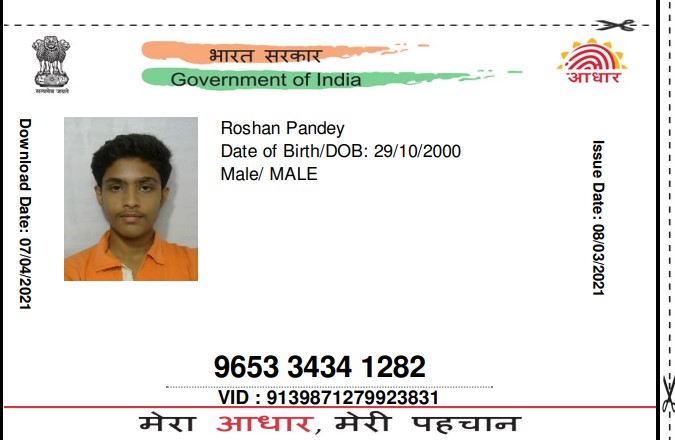 भारत सरकार
Government of India
सत्यमेव जयते
आधार
Download Date: 07/04/2021
Roshan Pandey
Date of Birth/DOB: 29/10/2000
Male/ MALE
Issue Date: 08/03/2021
9653 3434 1282
VID : 9139871279923831
मेरा आधार, मेरी पहचान